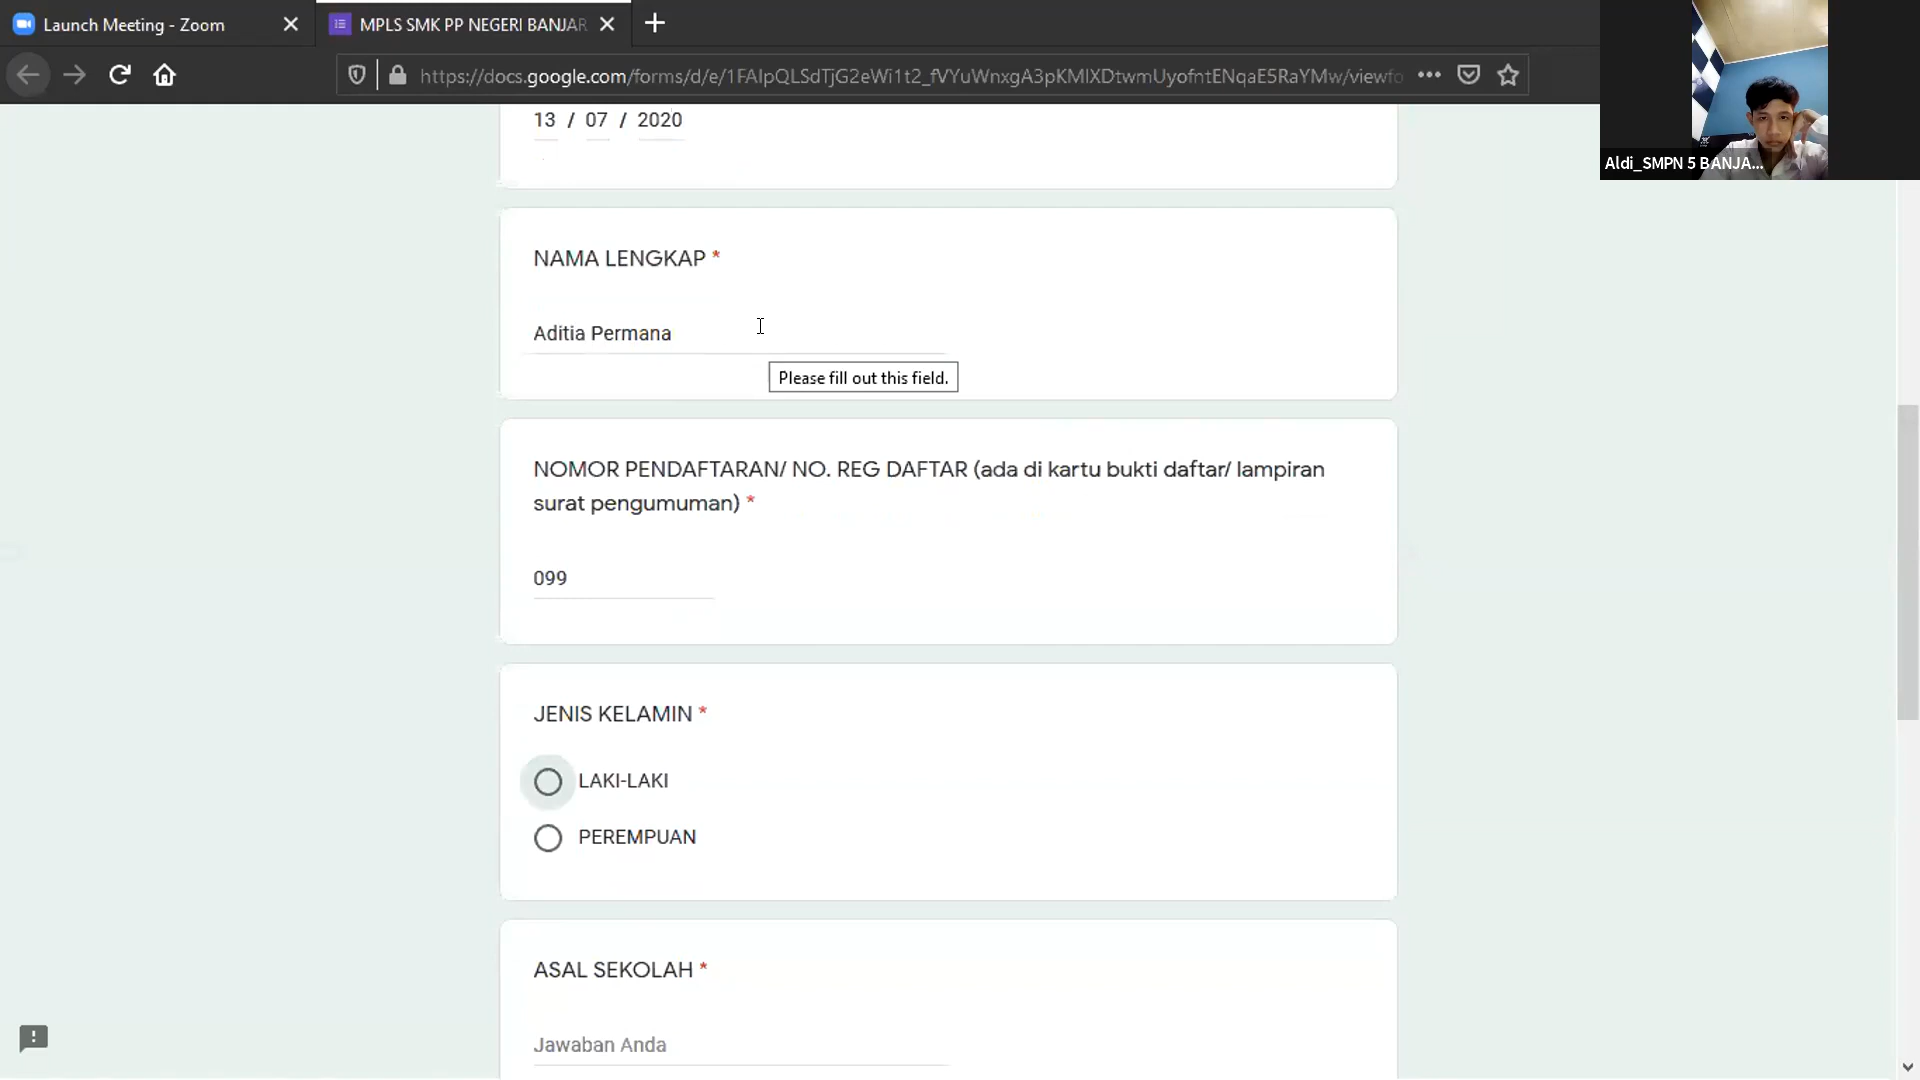 Launch Meeting - Zoom
MPLS SMK PP NEGERI BANJAR
https://docs.google.com/forms/d/e/1FAIpQLSdTjG2eWi1t2_fVYuWnxgA3pKMIXDtwmUyofntENqaE5RaYMw/viewfo
Aldi_SMPN 5 BANJA...
13 / 07 / 2020
NAMA LENGKAP *
Aditia Permana
Please fill out this field.
NOMOR PENDAFTARAN/ NO. REG DAFTAR (ada di kartu bukti daftar/ lampiran
surat pengumuman) *
099
JENIS KELAMIN *
LAKI-LAKI
PEREMPUAN
ASAL SEKOLAH *
Jawaban Anda